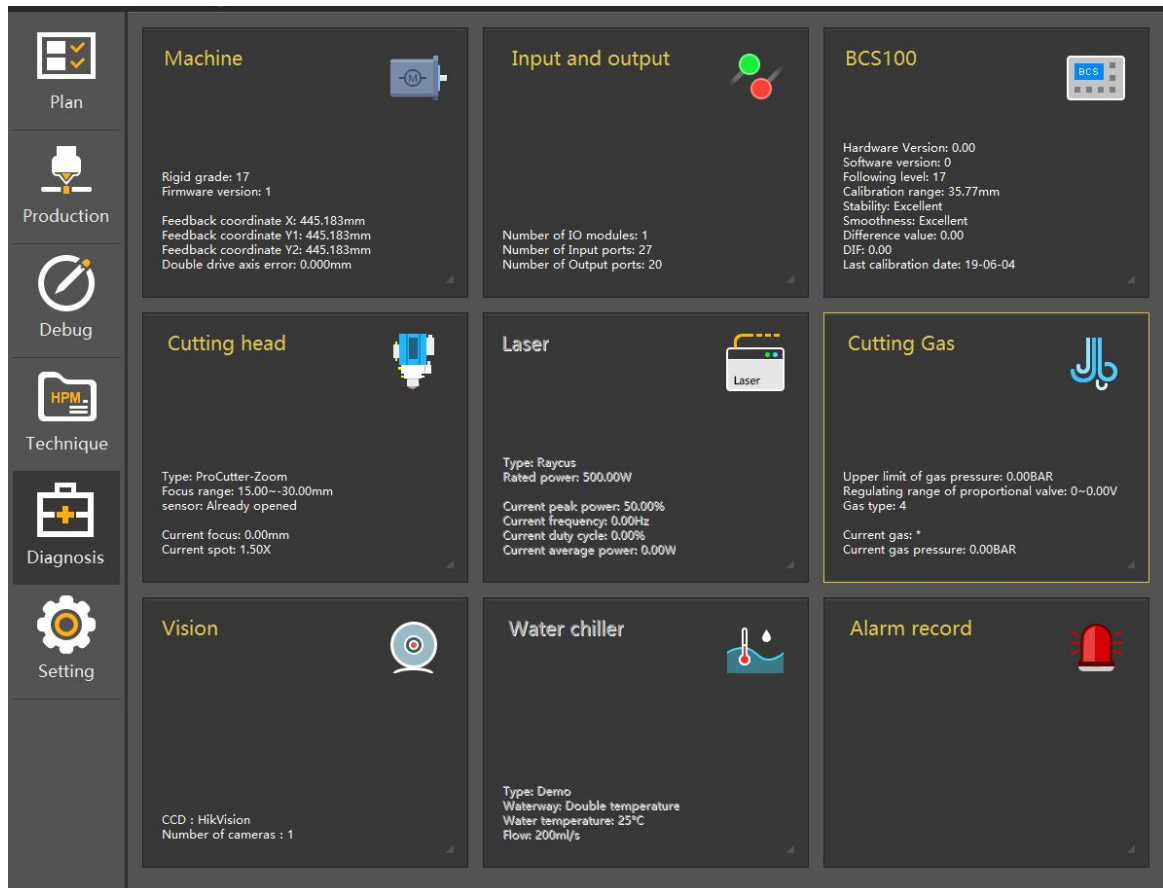 Plan
Production
Debug
HPM
Technique
Diagnosis
Setting
Machine
M
Rigid grade: 17
Firmware version: 1
Feedback coordinate X: 445.183mm
Feedback coordinate Y1: 445.183mm
Feedback coordinate Y2: 445.183mm
Double drive axis error: 0.000mm
Input and output
Number of IO modules: 1
Number of Input ports: 27
Number of Output ports: 20
BCS100
BCS
Hardware Version: 0.00
Software version: 0
Following level: 17
Calibration range: 35.77mm
Stability: Excellent
Smoothness: Excellent
Difference value: 0.00
DIF: 0.00
Last calibration date: 19-06-04
Cutting head
Type: ProCutter-Zoom
Focus range: 15.00~-30.00mm
sensor: Already opened
Current focus: 0.00mm
Current spot: 1.50X
Laser
Laser
Type: Raycus
Rated power: 500.00W
Current peak power: 50.00%
Current frequency: 0.00Hz
Current duty cycle: 0.00%
Current average power: 0.00W
Cutting Gas
Upper limit of gas pressure: 0.00BAR
Regulating range of proportional valve: 0~0.00V
Gas type: 4
Current gas: *
Current gas pressure: 0.00BAR
Vision
CCD : HikVision
Number of cameras : 1
Water chiller
Type: Demo
Waterway: Double temperature
Water temperature: 25℃
Flow: 200ml/s
Alarm record